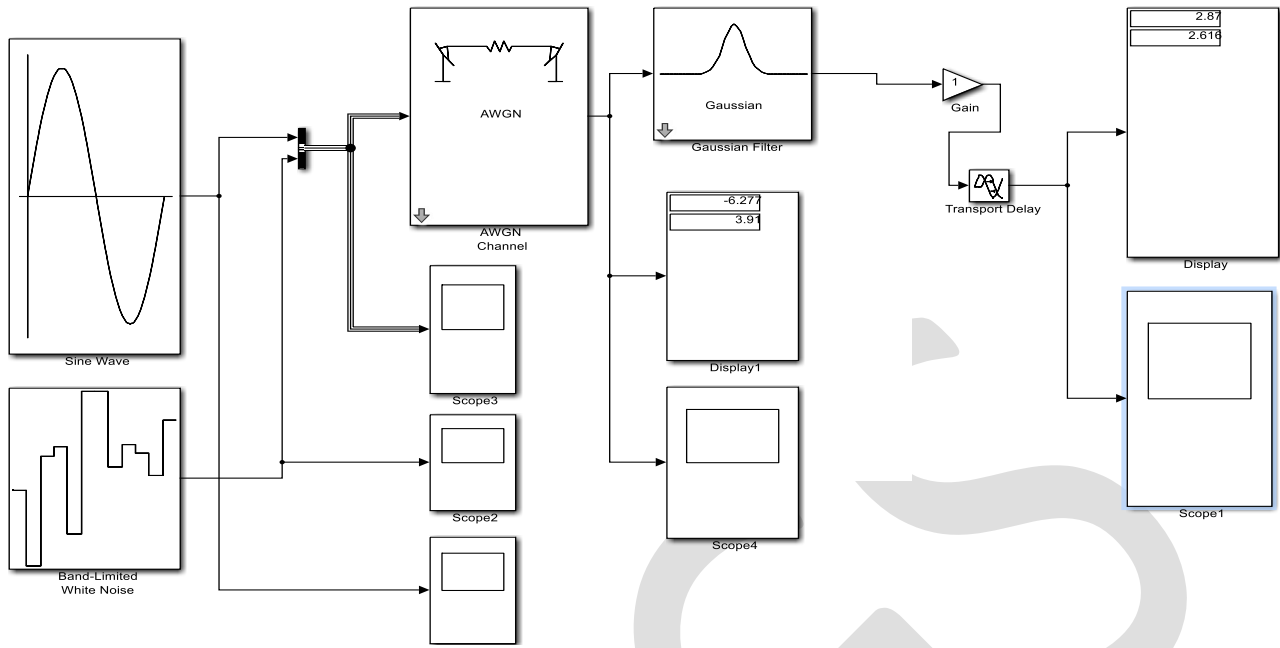 Sine Wave
Band-Limited
White Noise
AWGN
AWGN
Channel
Scope3
Scope2
Gaussian
Gaussian Filter
-6.277
3.91
Display1
Scope4
1
Gain
Transport Delay
2.87
2.616
Display
Scope1